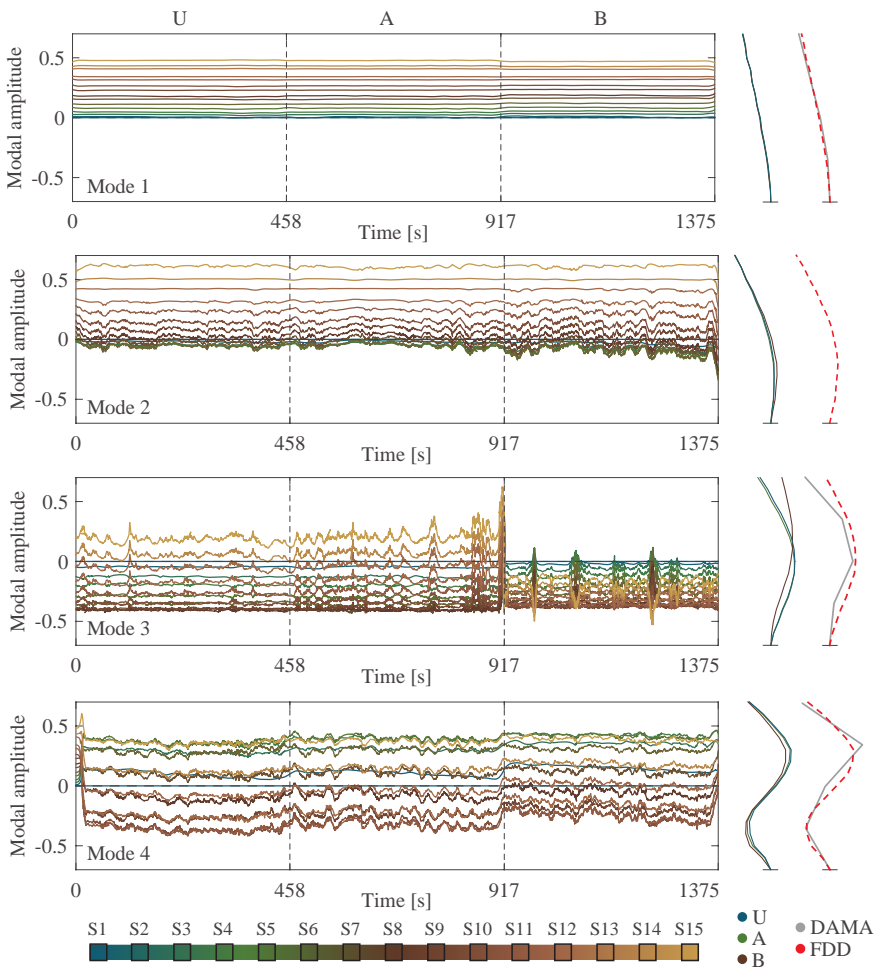 U A B
Modal amplitude
0.5
0
-0.5
Mode 1
0 458 917 1375
Time [s]
Modal amplitude
0.5
0
-0.5
Mode 2
0 458 917 1375
Time [s]
Modal amplitude
0.5
0
-0.5
Mode 3
0 458 917 1375
Time [s]
Modal amplitude
0.5
0
-0.5
Mode 4
0 458 917 1375
Time [s]
S1 S2 S3 S4 S5 S6 S7 S8 S9 S10 S11 S12 S13 S14 S15
U
A
B
DAMA
FDD